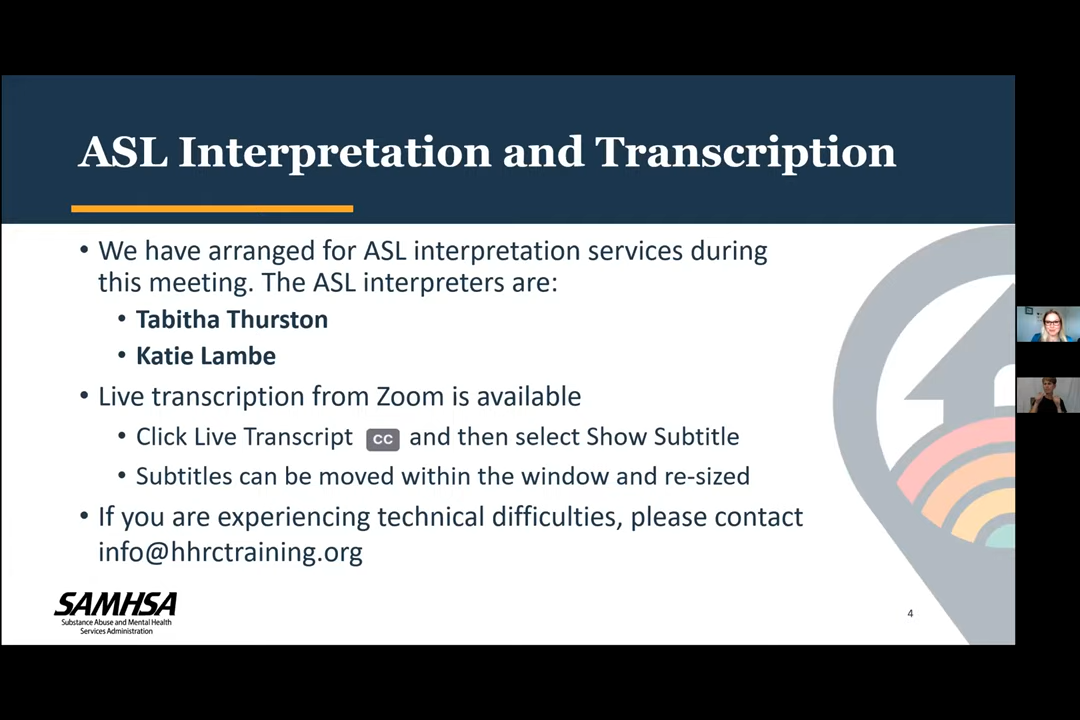 ASL Interpretation and Transcription
• We have arranged for ASL interpretation services during
this meeting. The ASL interpreters are:
• Tabitha Thurston
• Katie Lambe
• Live transcription from Zoom is available
• Click Live Transcript CC and then select Show Subtitle
• Subtitles can be moved within the window and re-sized
• If you are experiencing technical difficulties, please contact
info@hhrctraining.org
SAMHSA
Substance Abuse and Mental Health
Services Administration
4